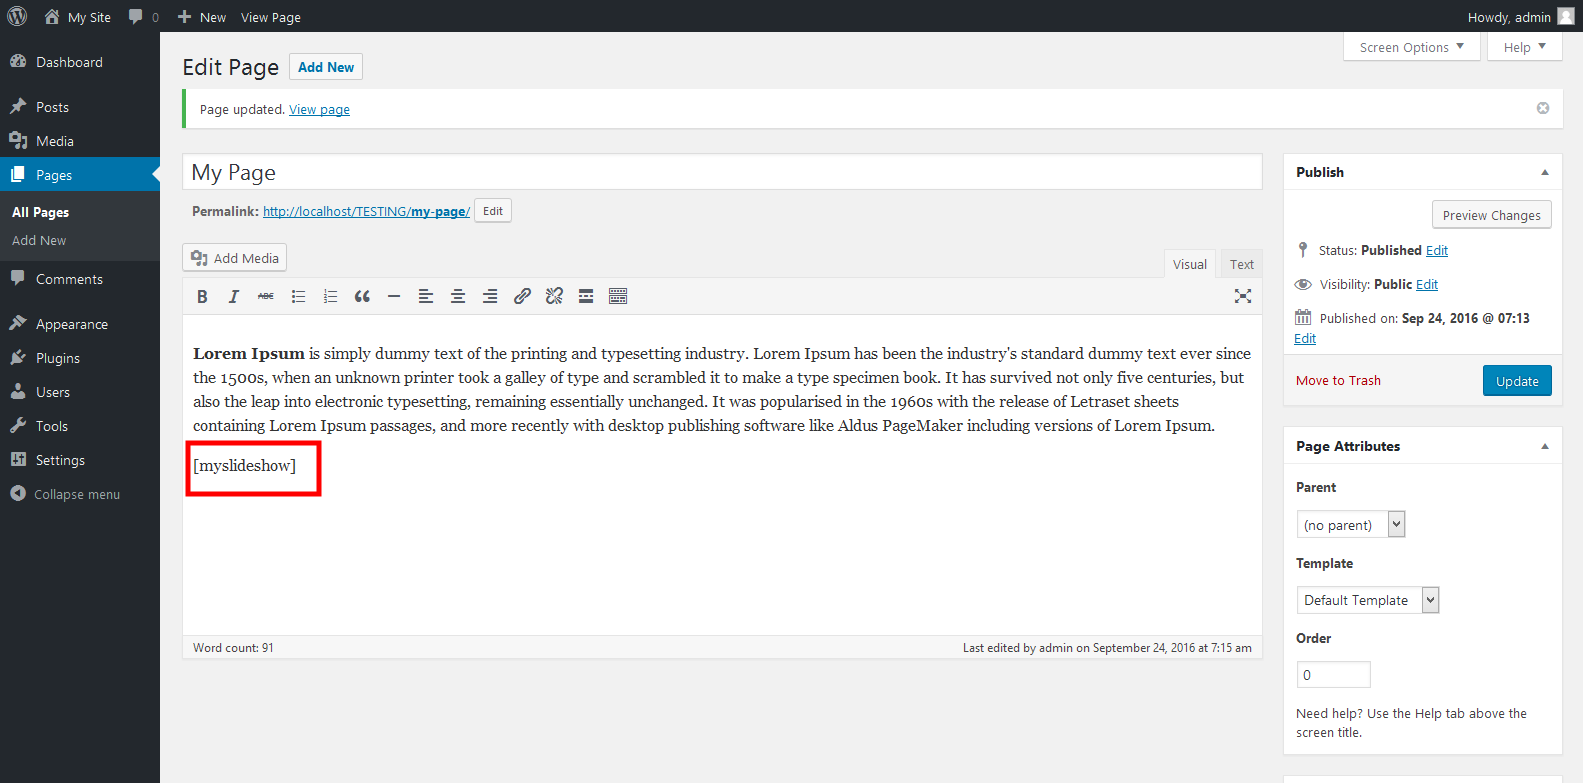 My Site 0 New View Page Howdy, admin
Screen Options Help
Dashboard
Posts
Media
Pages
All Pages
Add New
Comments
Appearance
Plugins
Users
Tools
Settings
Collapse menu
Edit Page Add New
Page updated. View page
My Page
Permalink: http://localhost/TESTING/my-page/ Edit
Add Media
Visual Text
B I ABC
Lorem Ipsum is simply dummy text of the printing and typesetting industry. Lorem Ipsum has been the industry's standard dummy text ever since
the 1500s, when an unknown printer took a galley of type and scrambled it to make a type specimen book. It has survived not only five centuries, but
also the leap into electronic typesetting, remaining essentially unchanged. It was popularised in the 1960s with the release of Letraset sheets
containing Lorem Ipsum passages, and more recently with desktop publishing software like Aldus PageMaker including versions of Lorem Ipsum.
[myslideshow]
Word count: 91 Last edited by admin on September 24, 2016 at 7:15 am
Publish
Preview Changes
Status: Published Edit
Visibility: Public Edit
Published on: Sep 24, 2016 @ 07:13
Edit
Move to Trash Update
Page Attributes
Parent
(no parent)
Template
Default Template
Order
0
Need help? Use the Help tab above the
screen title.